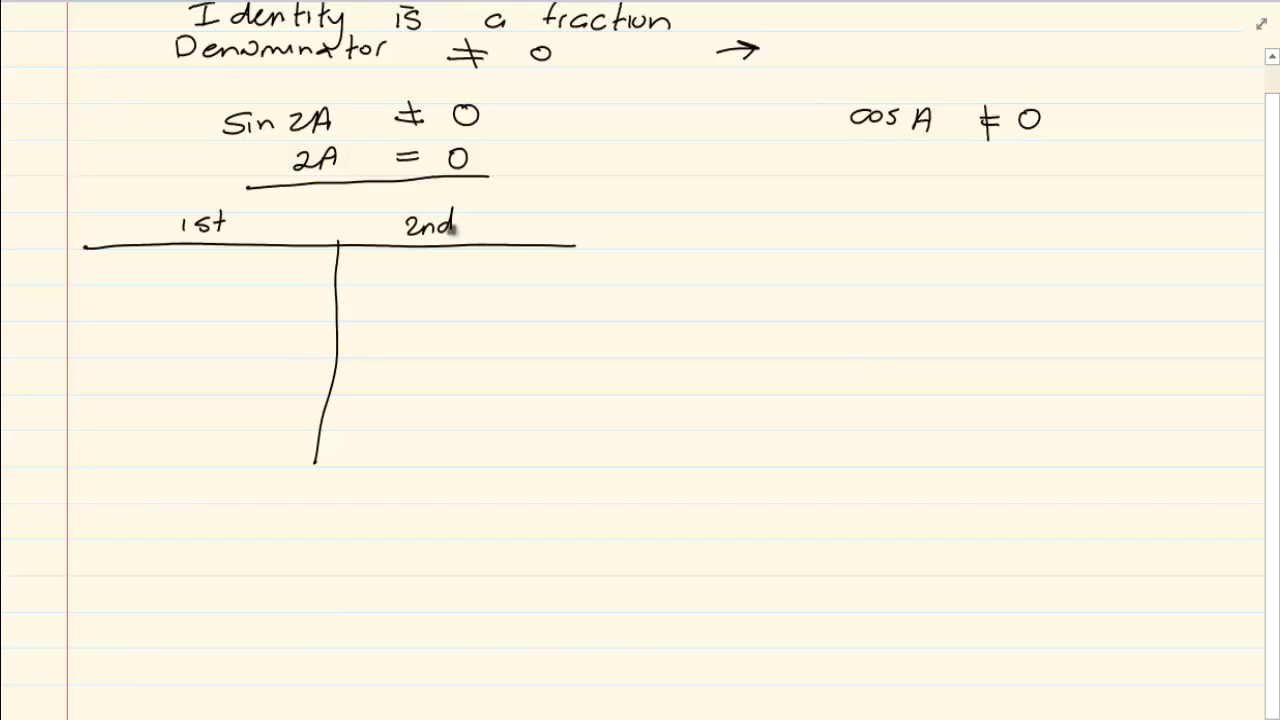 Identity is a fraction
Denominator ≠ 0 →
sin 2A ≠ 0
cos A ≠ 0
2A = 0
1st 2nd